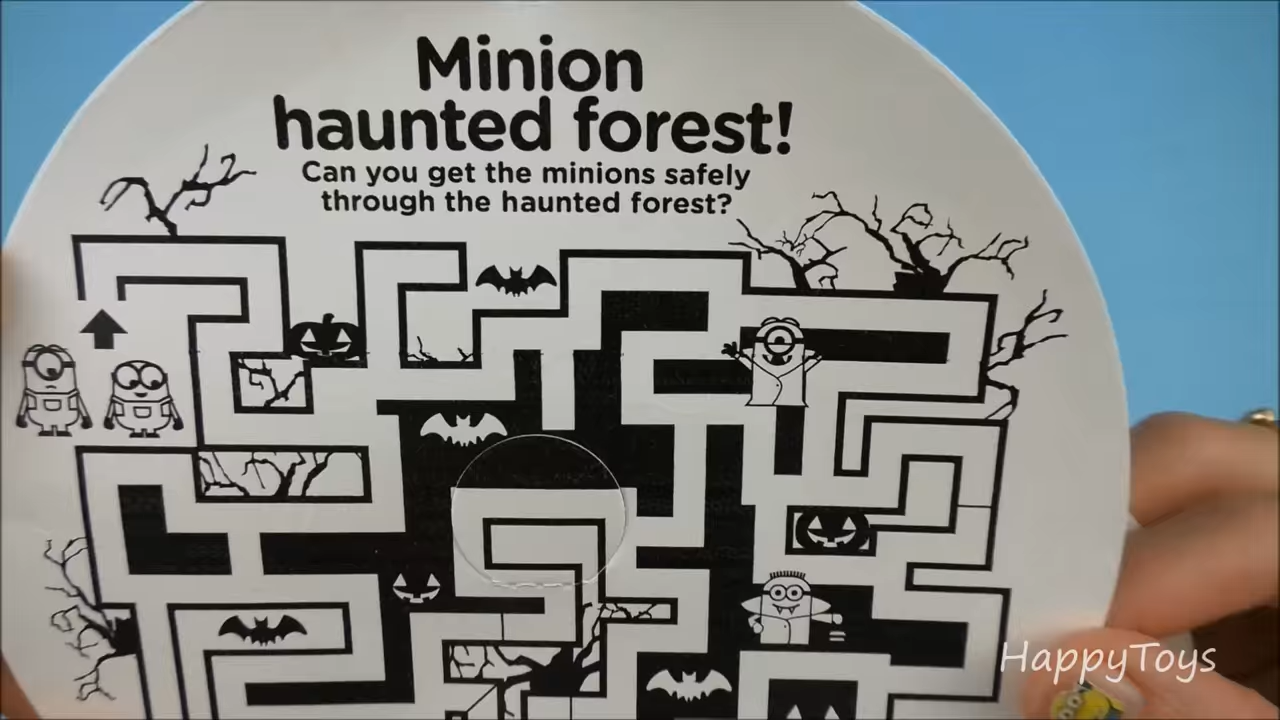 Minion
haunted forest!
Can you get the minions safely
through the haunted forest?
HappyToys